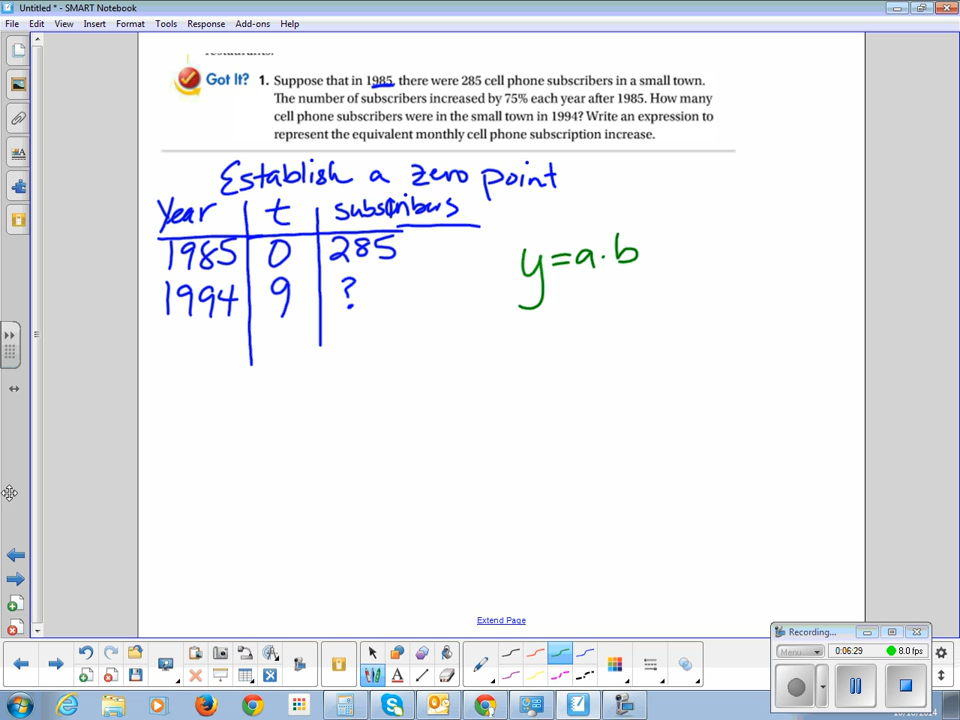 Untitled * - SMART Notebook
File Edit View Insert Format Tools Response Add-ons Help
Got It? 1. Suppose that in 1985, there were 285 cell phone subscribers in a small town.
The number of subscribers increased by 75% each year after 1985. How many
cell phone subscribers were in the small town in 1994? Write an expression to
represent the equivalent monthly cell phone subscription increase.
Establish a zero point
Year t subscribers
1985 0 285
1994 9 ?
y=a·b
Extend Page
Recording...
Menu 0:06:29 8.0 fps